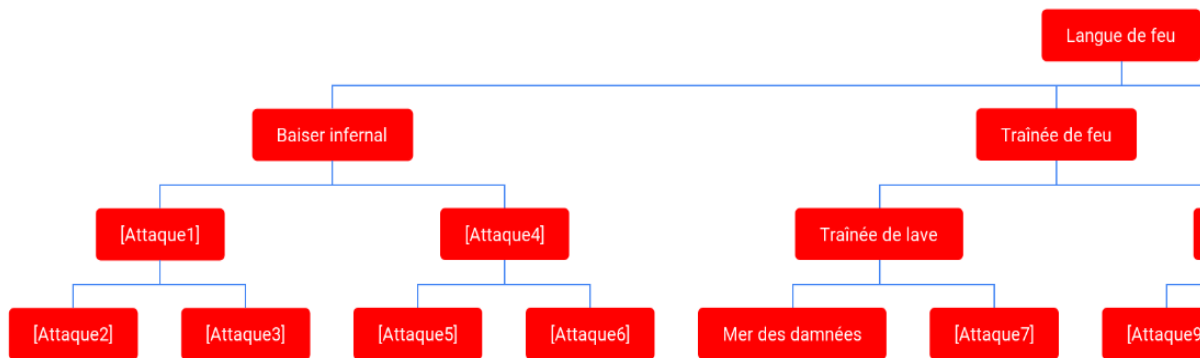 Langue de feu
Baiser infernal
Traînée de feu
[Attaque1]
[Attaque4]
Traînée de lave
[Attaque2]
[Attaque3]
[Attaque5]
[Attaque6]
Mer des damnées
[Attaque7]
[Attaque9